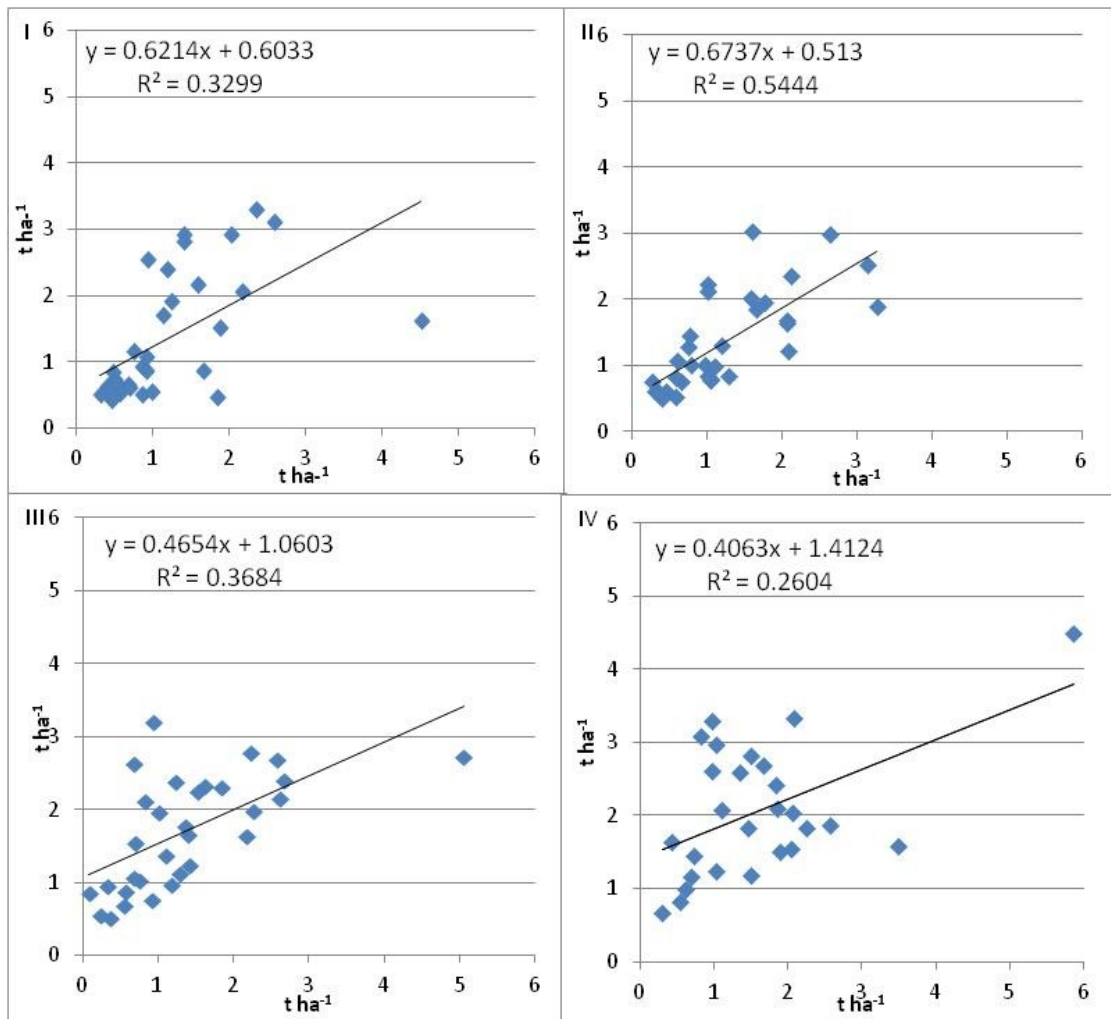 I
6
y = 0.6214x + 0.6033
R² = 0.3299
5
4
3
2
1
0
t ha-¹
0 1 2 3 4 5 6
t ha-¹
II
6
y = 0.6737x + 0.513
R² = 0.5444
5
4
3
2
1
0
t ha⁻¹
0 1 2 3 4 5 6
t ha⁻¹
III
6
y = 0.4654x + 1.0603
R² = 0.3684
5
4
3
2
1
0
t ha⁻¹
0 1 2 3 4 5 6
t ha⁻¹
IV
6
y = 0.4063x + 1.4124
R² = 0.2604
5
4
3
2
1
0
t ha⁻¹
0 1 2 3 4 5 6
t ha⁻¹